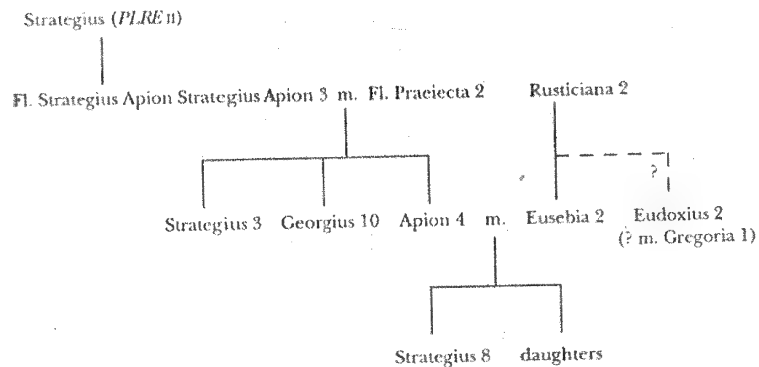 Strategius (PLRE II)
Fl. Strategius Apion Strategius Apion 3 m. Fl. Praeiecta 2 Rusticiana 2
?
Strategius 3 Georgius 10 Apion 4 m. Eusebia 2 Eudoxius 2
(? m. Gregoria 1)
Strategius 8 daughters